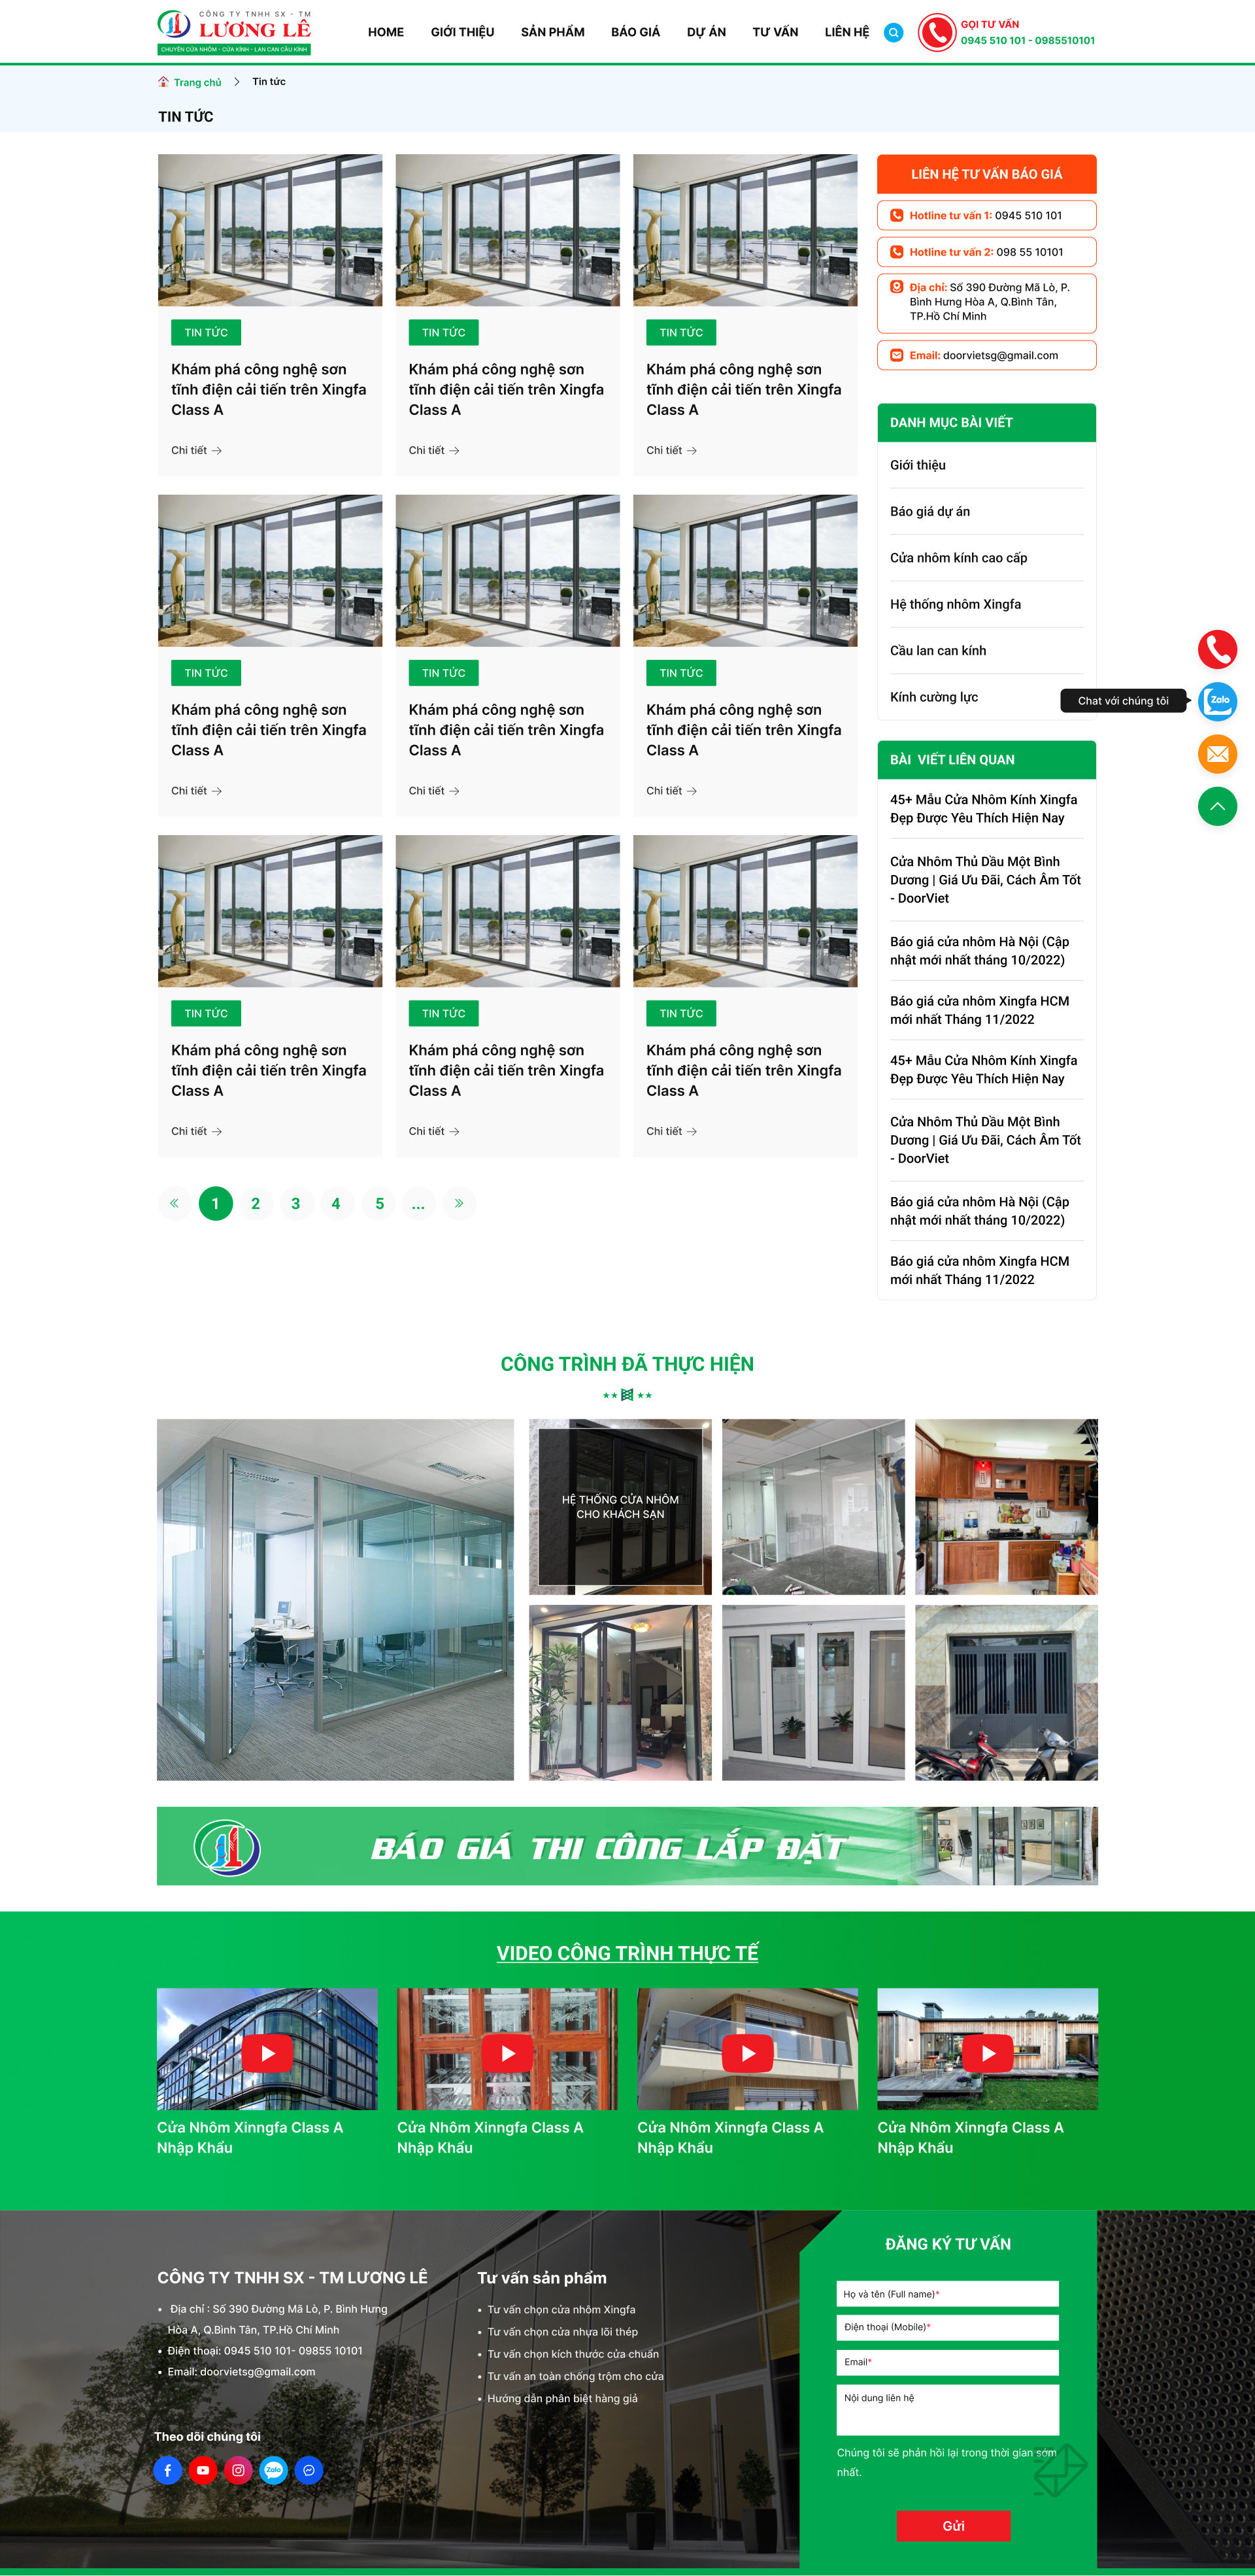 CÔNG TY TNHH SX - TM
LƯƠNG LÊ
CHUYÊN CỬA NHÔM - CỬA KÍNH - LAN CAN CẦU KÍNH
HOME GIỚI THIỆU SẢN PHẨM BÁO GIÁ DỰ ÁN TƯ VẤN LIÊN HỆ
GỌI TƯ VẤN
0945 510 101 - 0985510101
Trang chủ Tin tức
TIN TỨC
TIN TỨC
Khám phá công nghệ sơn
tĩnh điện cải tiến trên Xingfa
Class A
Chi tiết
TIN TỨC
Khám phá công nghệ sơn
tĩnh điện cải tiến trên Xingfa
Class A
Chi tiết
TIN TỨC
Khám phá công nghệ sơn
tĩnh điện cải tiến trên Xingfa
Class A
Chi tiết
TIN TỨC
Khám phá công nghệ sơn
tĩnh điện cải tiến trên Xingfa
Class A
Chi tiết
TIN TỨC
Khám phá công nghệ sơn
tĩnh điện cải tiến trên Xingfa
Class A
Chi tiết
TIN TỨC
Khám phá công nghệ sơn
tĩnh điện cải tiến trên Xingfa
Class A
Chi tiết
TIN TỨC
Khám phá công nghệ sơn
tĩnh điện cải tiến trên Xingfa
Class A
Chi tiết
TIN TỨC
Khám phá công nghệ sơn
tĩnh điện cải tiến trên Xingfa
Class A
Chi tiết
TIN TỨC
Khám phá công nghệ sơn
tĩnh điện cải tiến trên Xingfa
Class A
Chi tiết
1 2 3 4 5 ...
LIÊN HỆ TƯ VẤN BÁO GIÁ
Hotline tư vấn 1: 0945 510 101
Hotline tư vấn 2: 098 55 10101
Địa chỉ: Số 390 Đường Mã Lò, P.
Bình Hưng Hòa A, Q.Bình Tân,
TP.Hồ Chí Minh
Email: doorvietsg@gmail.com
DANH MỤC BÀI VIẾT
Giới thiệu
Báo giá dự án
Cửa nhôm kính cao cấp
Hệ thống nhôm Xingfa
Cầu lan can kính
Kính cường lực
Chat với chúng tôi
Zalo
BÀI VIẾT LIÊN QUAN
45+ Mẫu Cửa Nhôm Kính Xingfa
Đẹp Được Yêu Thích Hiện Nay
Cửa Nhôm Thủ Dầu Một Bình
Dương | Giá Ưu Đãi, Cách Âm Tốt
- DoorViet
Báo giá cửa nhôm Hà Nội (Cập
nhật mới nhất tháng 10/2022)
Báo giá cửa nhôm Xingfa HCM
mới nhất Tháng 11/2022
45+ Mẫu Cửa Nhôm Kính Xingfa
Đẹp Được Yêu Thích Hiện Nay
Cửa Nhôm Thủ Dầu Một Bình
Dương | Giá Ưu Đãi, Cách Âm Tốt
- DoorViet
Báo giá cửa nhôm Hà Nội (Cập
nhật mới nhất tháng 10/2022)
Báo giá cửa nhôm Xingfa HCM
mới nhất Tháng 11/2022
CÔNG TRÌNH ĐÃ THỰC HIỆN
HỆ THỐNG CỬA NHÔM
CHO KHÁCH SẠN
BÁO GIÁ THI CÔNG LẮP ĐẶT
VIDEO CÔNG TRÌNH THỰC TẾ
Cửa Nhôm Xinngfa Class A
Nhập Khẩu
Cửa Nhôm Xinngfa Class A
Nhập Khẩu
Cửa Nhôm Xinngfa Class A
Nhập Khẩu
Cửa Nhôm Xinngfa Class A
Nhập Khẩu
CÔNG TY TNHH SX - TM LƯƠNG LÊ
• Địa chỉ : Số 390 Đường Mã Lò, P. Bình Hưng
Hòa A, Q.Bình Tân, TP.Hồ Chí Minh
• Điện thoại: 0945 510 101- 09855 10101
• Email: doorvietsg@gmail.com
Theo dõi chúng tôi
Zalo
Tư vấn sản phẩm
• Tư vấn chọn cửa nhôm Xingfa
• Tư vấn chọn cửa nhựa lõi thép
• Tư vấn chọn kích thước cửa chuẩn
• Tư vấn an toàn chống trộm cho cửa
• Hướng dẫn phân biệt hàng giả
ĐĂNG KÝ TƯ VẤN
Họ và tên (Full name)*
Điện thoại (Mobile)*
Email*
Nội dung liên hệ
Chúng tôi sẽ phản hồi lại trong thời gian sớm
nhất.
Gửi